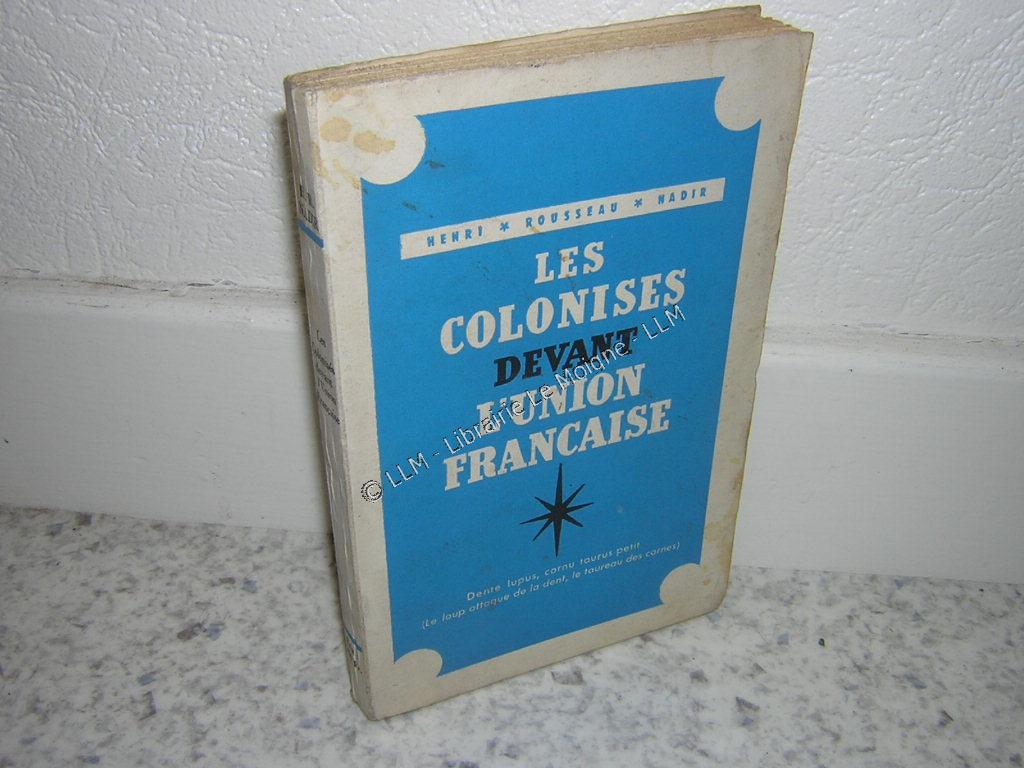 HENRI * ROUSSEAU * NADIR
LES
COLONISES
DEVANT
L'UNION
FRANCAISE
Dente lupus, cornu taurus petit
(Le loup attaque de la dent, le taureau des cornes)
© LLM - Librairie Le Moigne - LLM